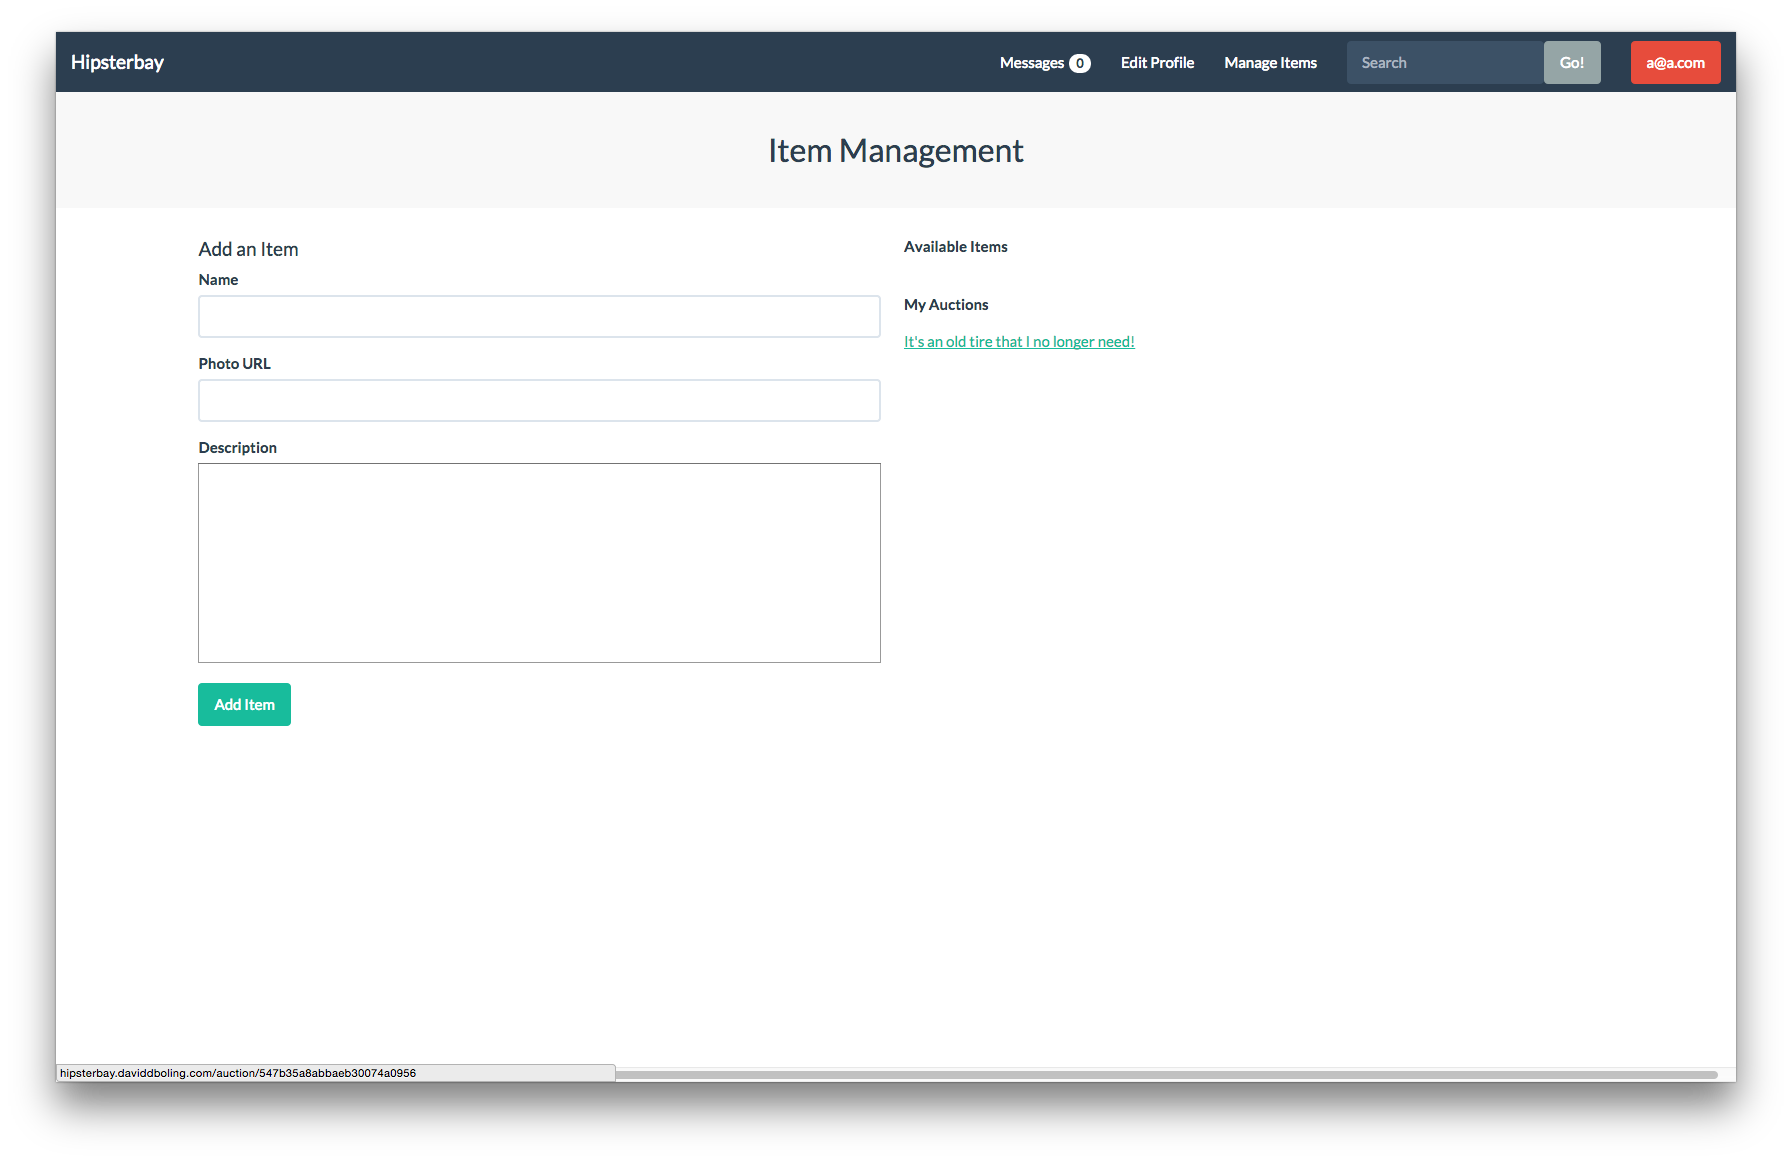 Hipsterbay
Messages 0
Edit Profile
Manage Items
Search
Go!
a@a.com
Item Management
Add an Item
Name
Photo URL
Description
Add Item
Available Items
My Auctions
It's an old tire that I no longer need!
hipsterbay.daviddboling.com/auction/547b35a8abbaeb30074a0956